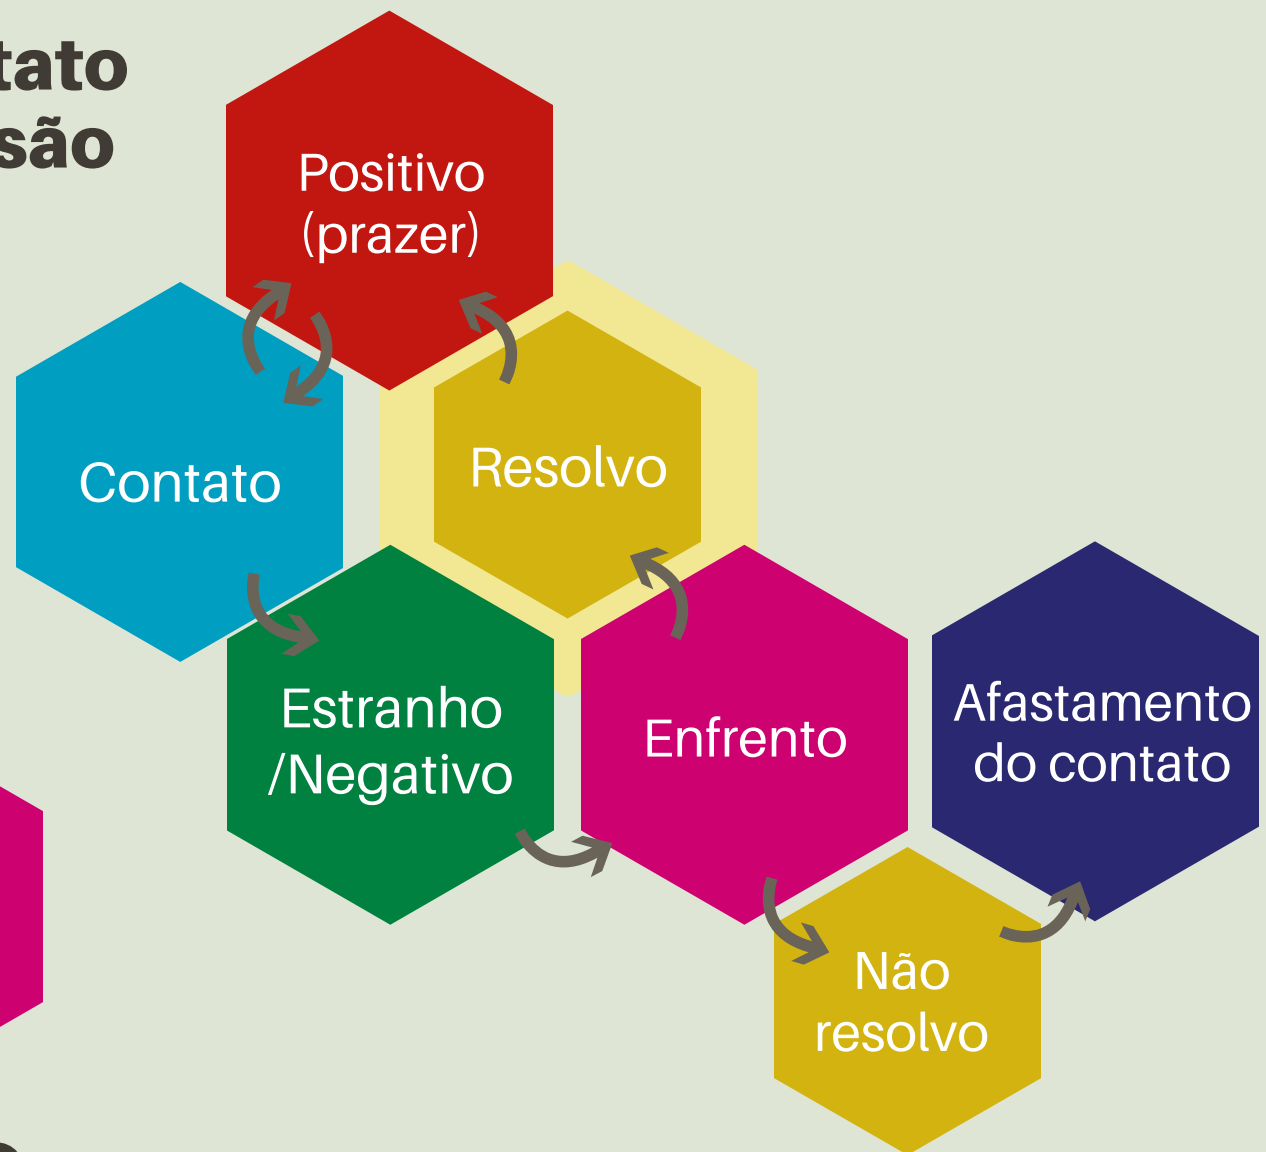 tato
são
Positivo
(prazer)
Contato
Resolvo
Estranho
/Negativo
Enfrento
Afastamento
do contato
Não
resolvo